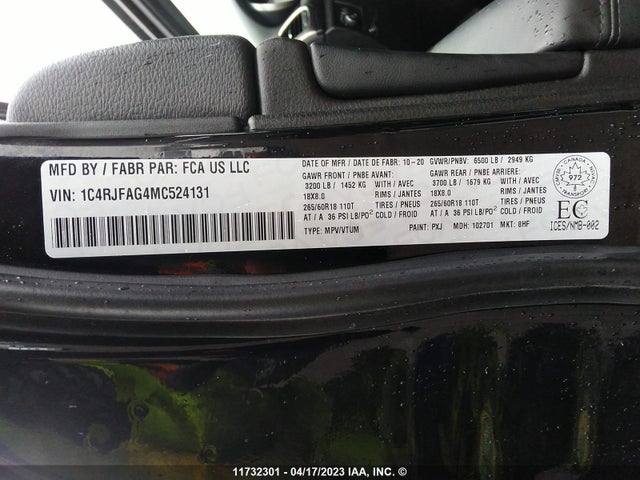 MFD BY / FABR PAR: FCA US LLC
VIN: 1C4RJFAG4MC524131
DATE OF MFR / DATE DE FABR: 10-20 GVWR/PNBV: 6500 LB / 2949 KG
GAWR FRONT / PNBE AVANT: GAWR REAR / PNBE ARRIERE:
3200 LB / 1452 KG 3700 LB / 1679 KG
RIMS / JANTES RIMS / JANTES
18X8.0 18X8.0
TIRES / PNEUS TIRES / PNEUS
265/60R18 110T 265/60R18 110T
AT / A 36 PSI LB/PO² COLD / A FROID AT / A 36 PSI LB/PO² COLD / A FROID
TYPE: MPV/VTUM PAINT: PXJ MDH: 102701 MKT: 8HF
CANADA
972
TRANSPORT
EC
ICES/NMB-002
11732301 - 04/17/2023 IAA, INC. ©